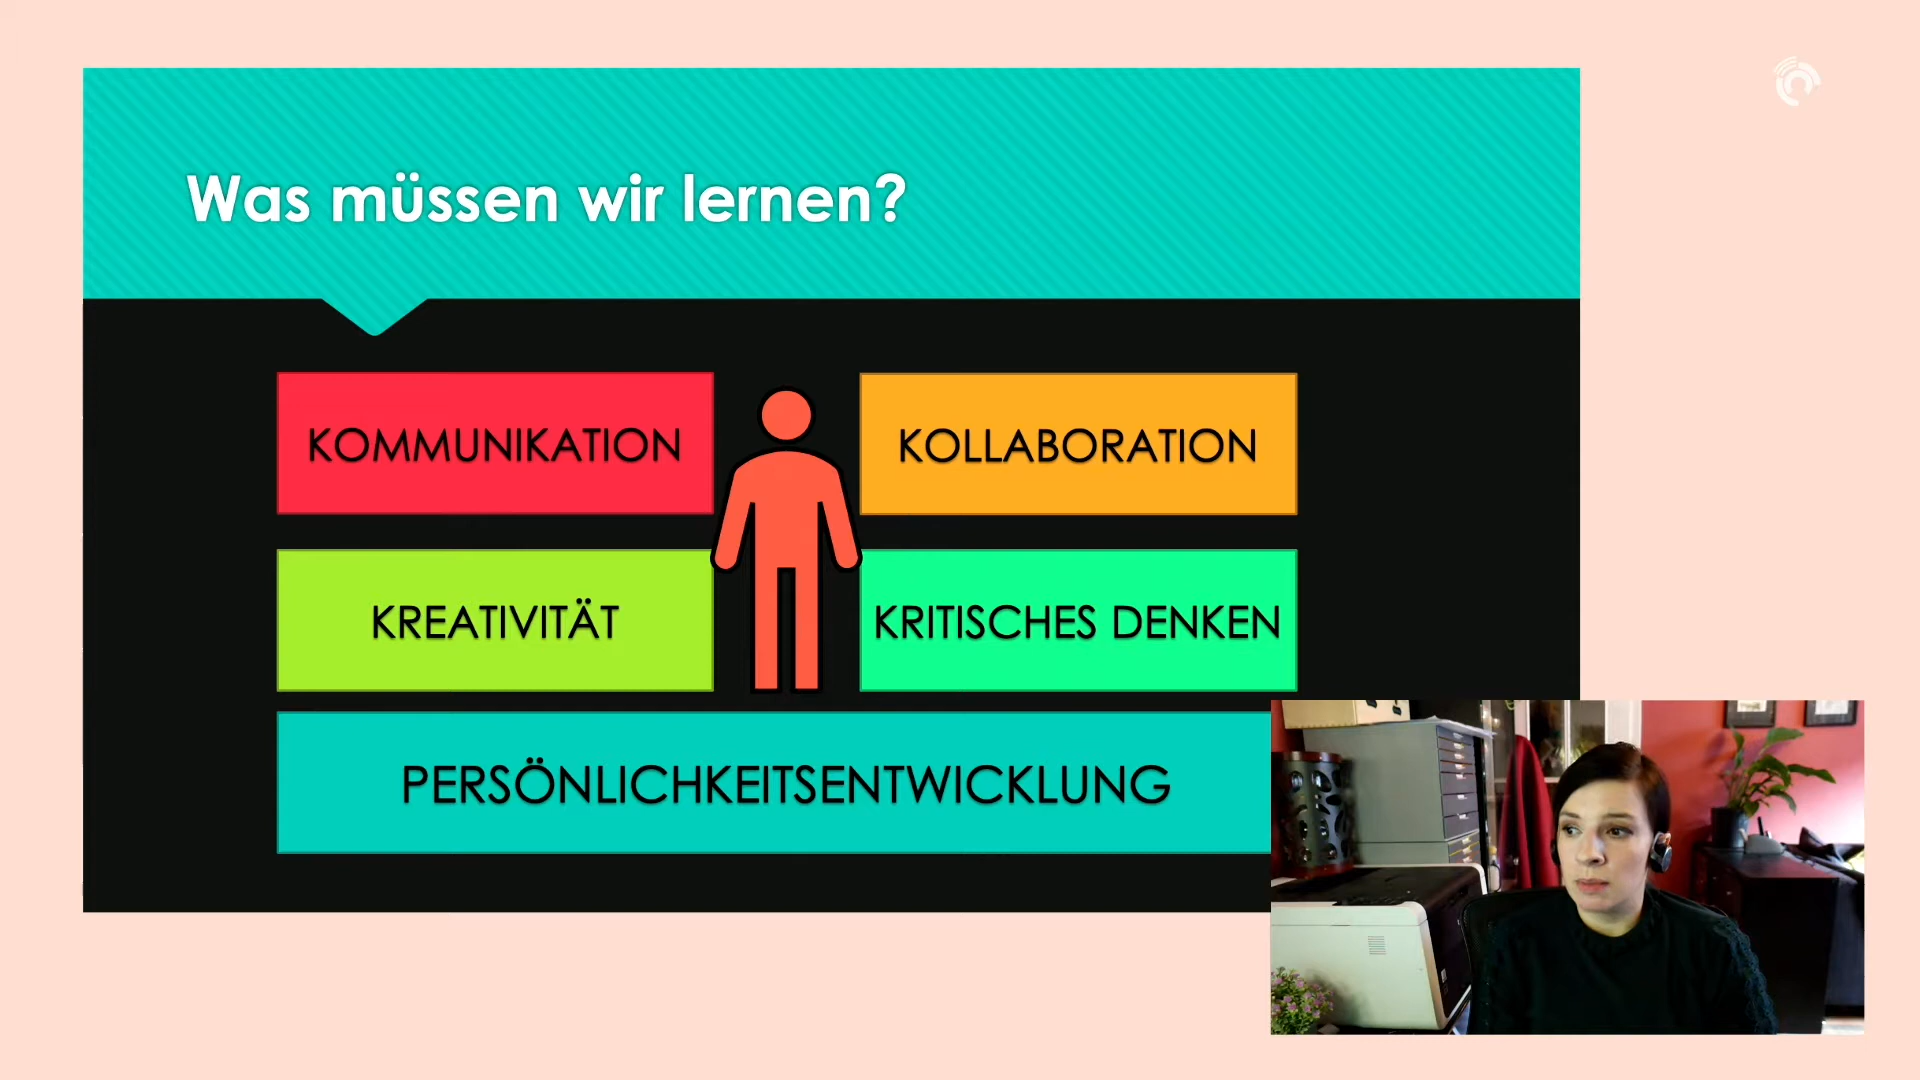 Was müssen wir lernen?
KOMMUNIKATION
KOLLABORATION
KREATIVITÄT
KRITISCHES DENKEN
PERSÖNLICHKEITSENTWICKLUNG